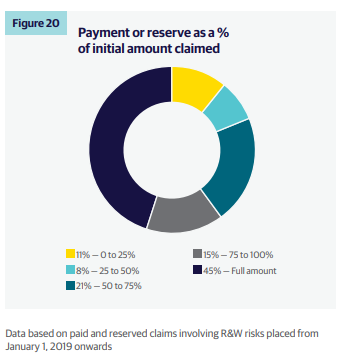 Figure 20
Payment or reserve as a %
of initial amount claimed
11% – 0 to 25%
8% – 25 to 50%
21% – 50 to 75%
15% – 75 to 100%
45% – Full amount
Data based on paid and reserved claims involving R&W risks placed from
January 1, 2019 onwards